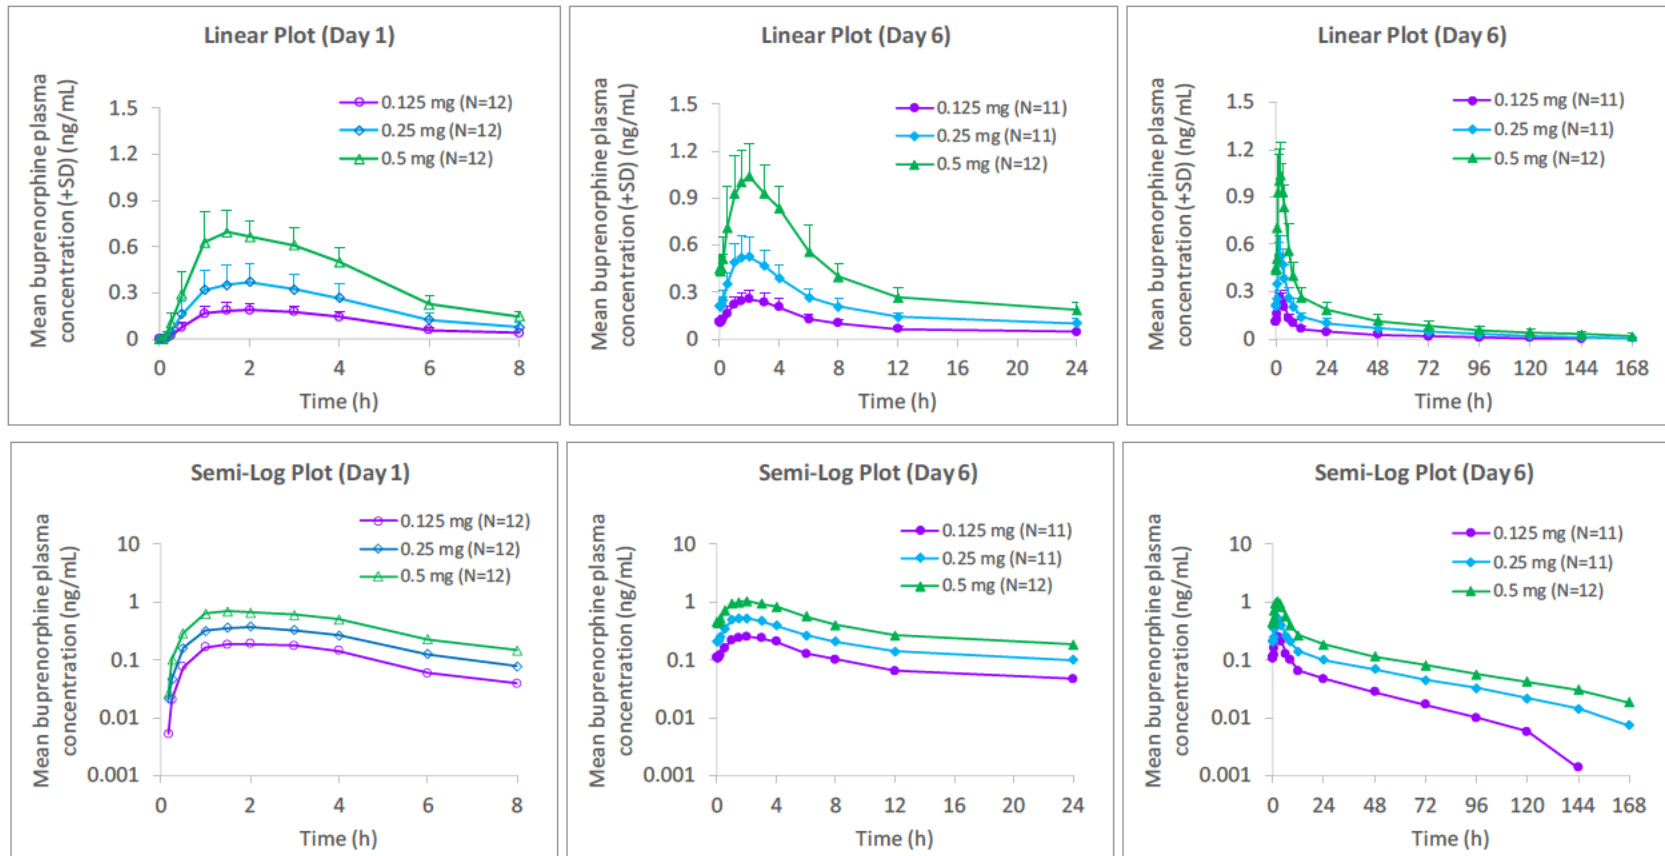 Linear Plot (Day 1)
Mean buprenorphine plasma
concentration (+SD) (ng/mL)
0.125 mg (N=12)
0.25 mg (N=12)
0.5 mg (N=12)
1.5
1.2
0.9
0.6
0.3
0
0 2 4 6 8
Time (h)
Linear Plot (Day 6)
Mean buprenorphine plasma
concentration (+SD) (ng/mL)
0.125 mg (N=11)
0.25 mg (N=11)
0.5 mg (N=12)
1.5
1.2
0.9
0.6
0.3
0
0 4 8 12 16 20 24
Time (h)
Linear Plot (Day 6)
Mean buprenorphine plasma
concentration (+SD) (ng/mL)
0.125 mg (N=11)
0.25 mg (N=11)
0.5 mg (N=12)
1.5
1.2
0.9
0.6
0.3
0
0 24 48 72 96 120 144 168
Time (h)
Semi-Log Plot (Day 1)
Mean buprenorphine plasma
concentration (ng/mL)
0.125 mg (N=12)
0.25 mg (N=12)
0.5 mg (N=12)
10
1
0.1
0.01
0.001
0 2 4 6 8
Time (h)
Semi-Log Plot (Day 6)
Mean buprenorphine plasma
concentration (ng/mL)
0.125 mg (N=11)
0.25 mg (N=11)
0.5 mg (N=12)
10
1
0.1
0.01
0.001
0 4 8 12 16 20 24
Time (h)
Semi-Log Plot (Day 6)
Mean buprenorphine plasma
concentration (ng/mL)
0.125 mg (N=11)
0.25 mg (N=11)
0.5 mg (N=12)
10
1
0.1
0.01
0.001
0 24 48 72 96 120 144 168
Time (h)